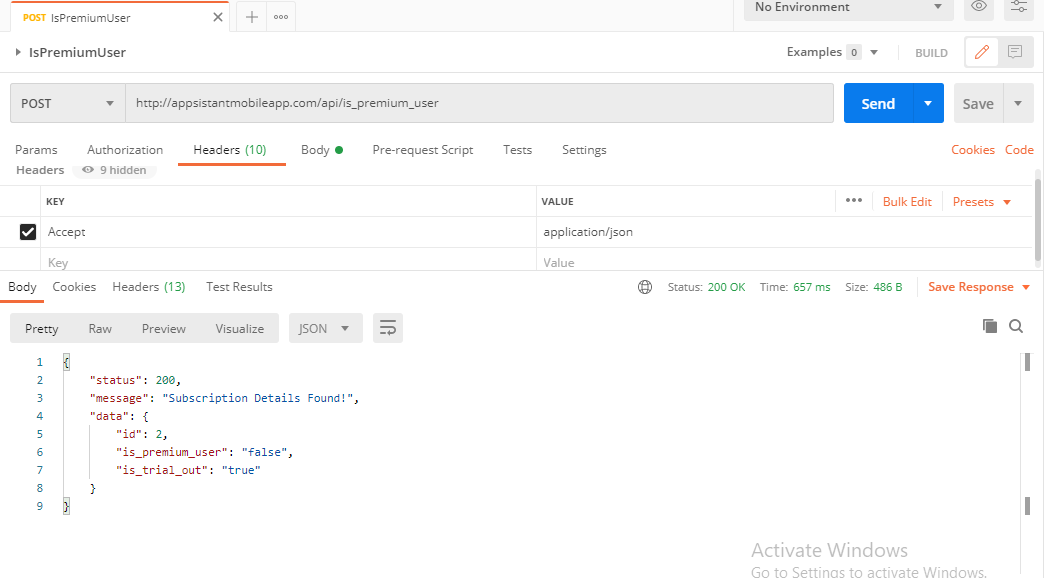 POST IsPremiumUser
No Environment
IsPremiumUser
Examples 0
BUILD
POST
http://appsistantmobileapp.com/api/is_premium_user
Send
Save
Params Authorization Headers (10) Body Pre-request Script Tests Settings Cookies Code
Headers 9 hidden
KEY VALUE Bulk Edit Presets
Accept application/json
Key Value
Body Cookies Headers (13) Test Results Status: 200 OK Time: 657 ms Size: 486 B Save Response
Pretty Raw Preview Visualize JSON
1 {
2 "status": 200,
3 "message": "Subscription Details Found!",
4 "data": {
5 "id": 2,
6 "is_premium_user": "false",
7 "is_trial_out": "true"
8 }
9 }
Activate Windows
Go to Settings to activate Windows.